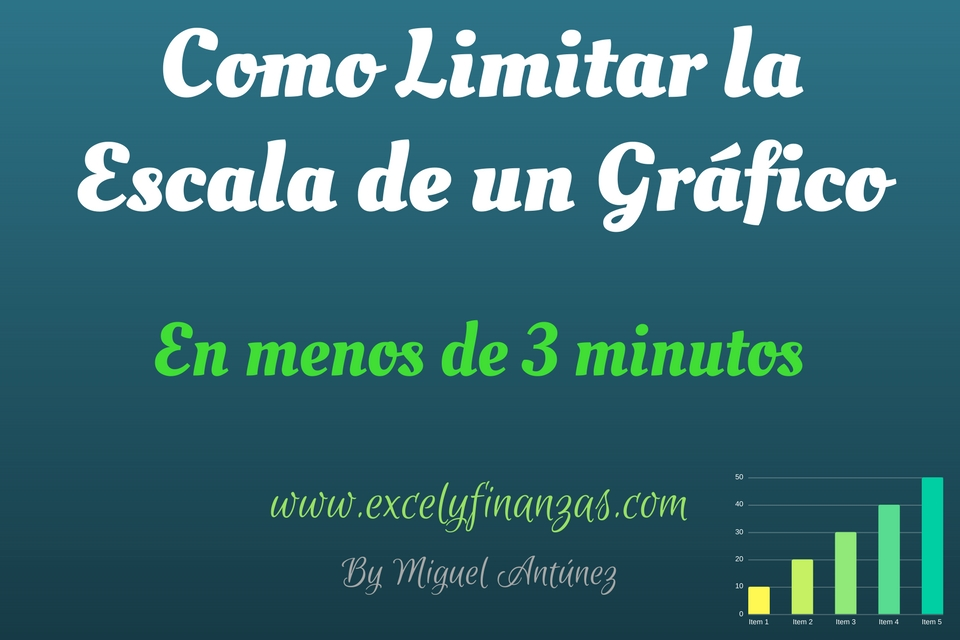 Como Limitar la
Escala de un Gráfico
En menos de 3 minutos
www.excelyfinanzas.com
By Miguel Antúnez
50
40
30
20
10
0
Item 1 Item 2 Item 3 Item 4 Item 5